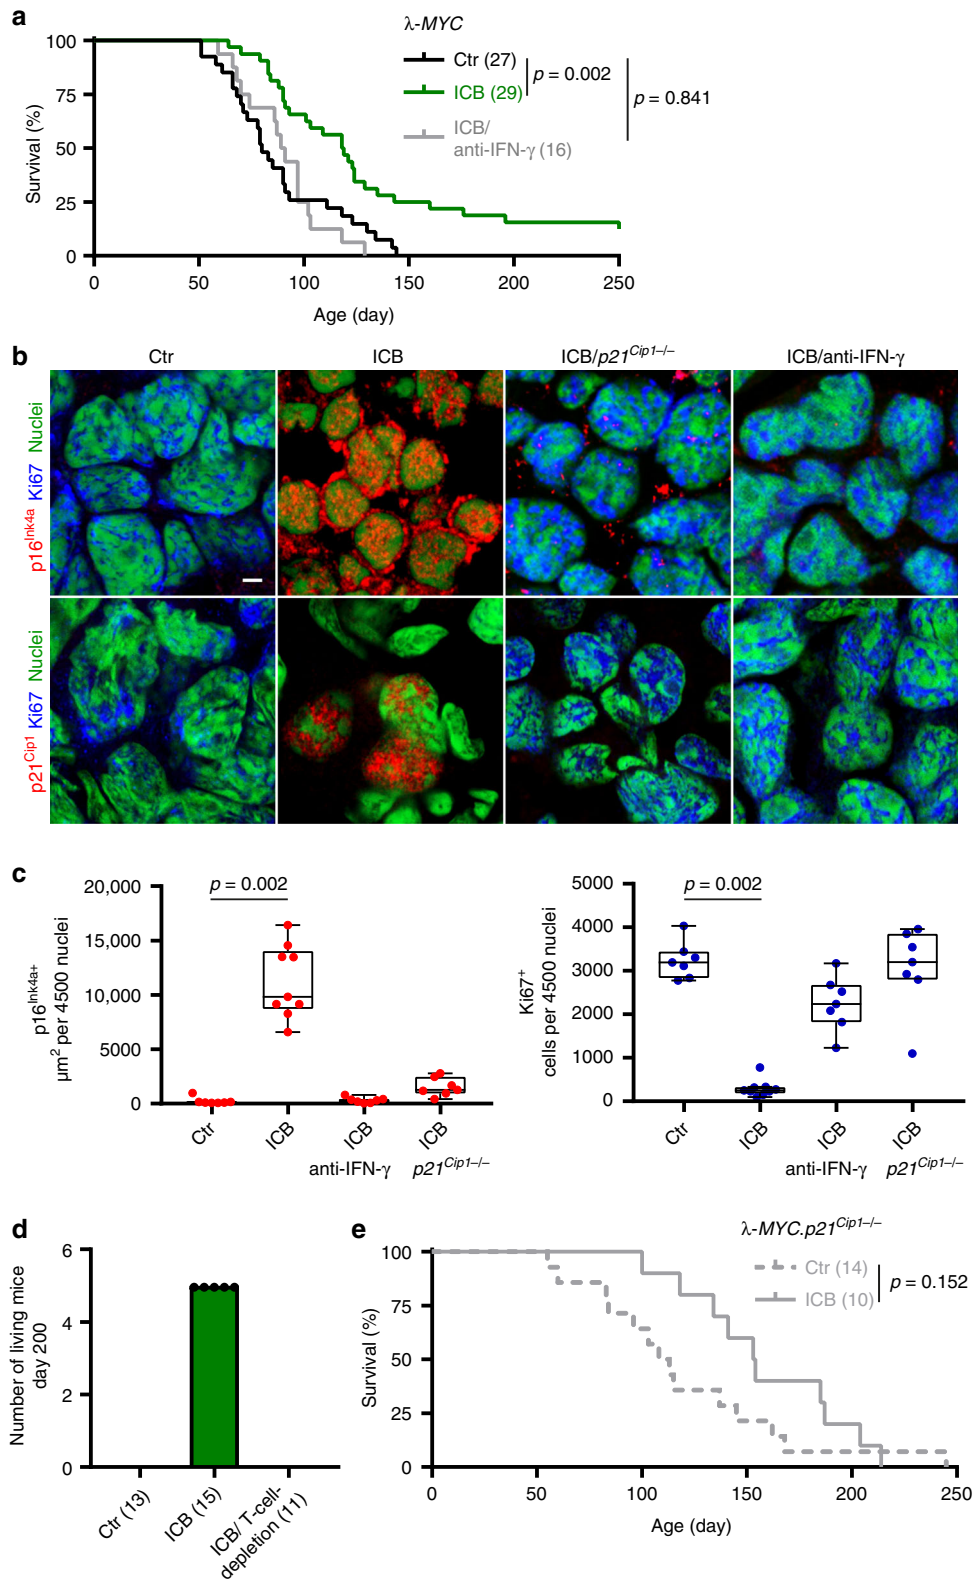 a
λ-MYC
Ctr (27)
ICB (29)
ICB/
anti-IFN-γ (16)
p = 0.002
p = 0.841
Survival (%)
100
75
50
25
0
0 50 100 150 200 250
Age (day)
b
Ctr ICB ICB/p21Cip1–/– ICB/anti-IFN-γ
p16Ink4a Ki67 Nuclei
p21Cip1 Ki67 Nuclei
c
p16Ink4a+
µm2 per 4500 nuclei
20,000
15,000
10,000
5000
0
p = 0.002
Ctr
ICB
ICB
anti-IFN-γ
ICB
p21Cip1–/–
Ki67+
cells per 4500 nuclei
5000
4000
3000
2000
1000
0
p = 0.002
Ctr
ICB
ICB
anti-IFN-γ
ICB
p21Cip1–/–
d
Number of living mice
day 200
6
4
2
0
Ctr (13)
ICB (15)
ICB/ T-cell-
depletion (11)
e
λ-MYC.p21Cip1–/–
Ctr (14)
ICB (10)
p = 0.152
Survival (%)
100
75
50
25
0
0 50 100 150 200 250
Age (day)